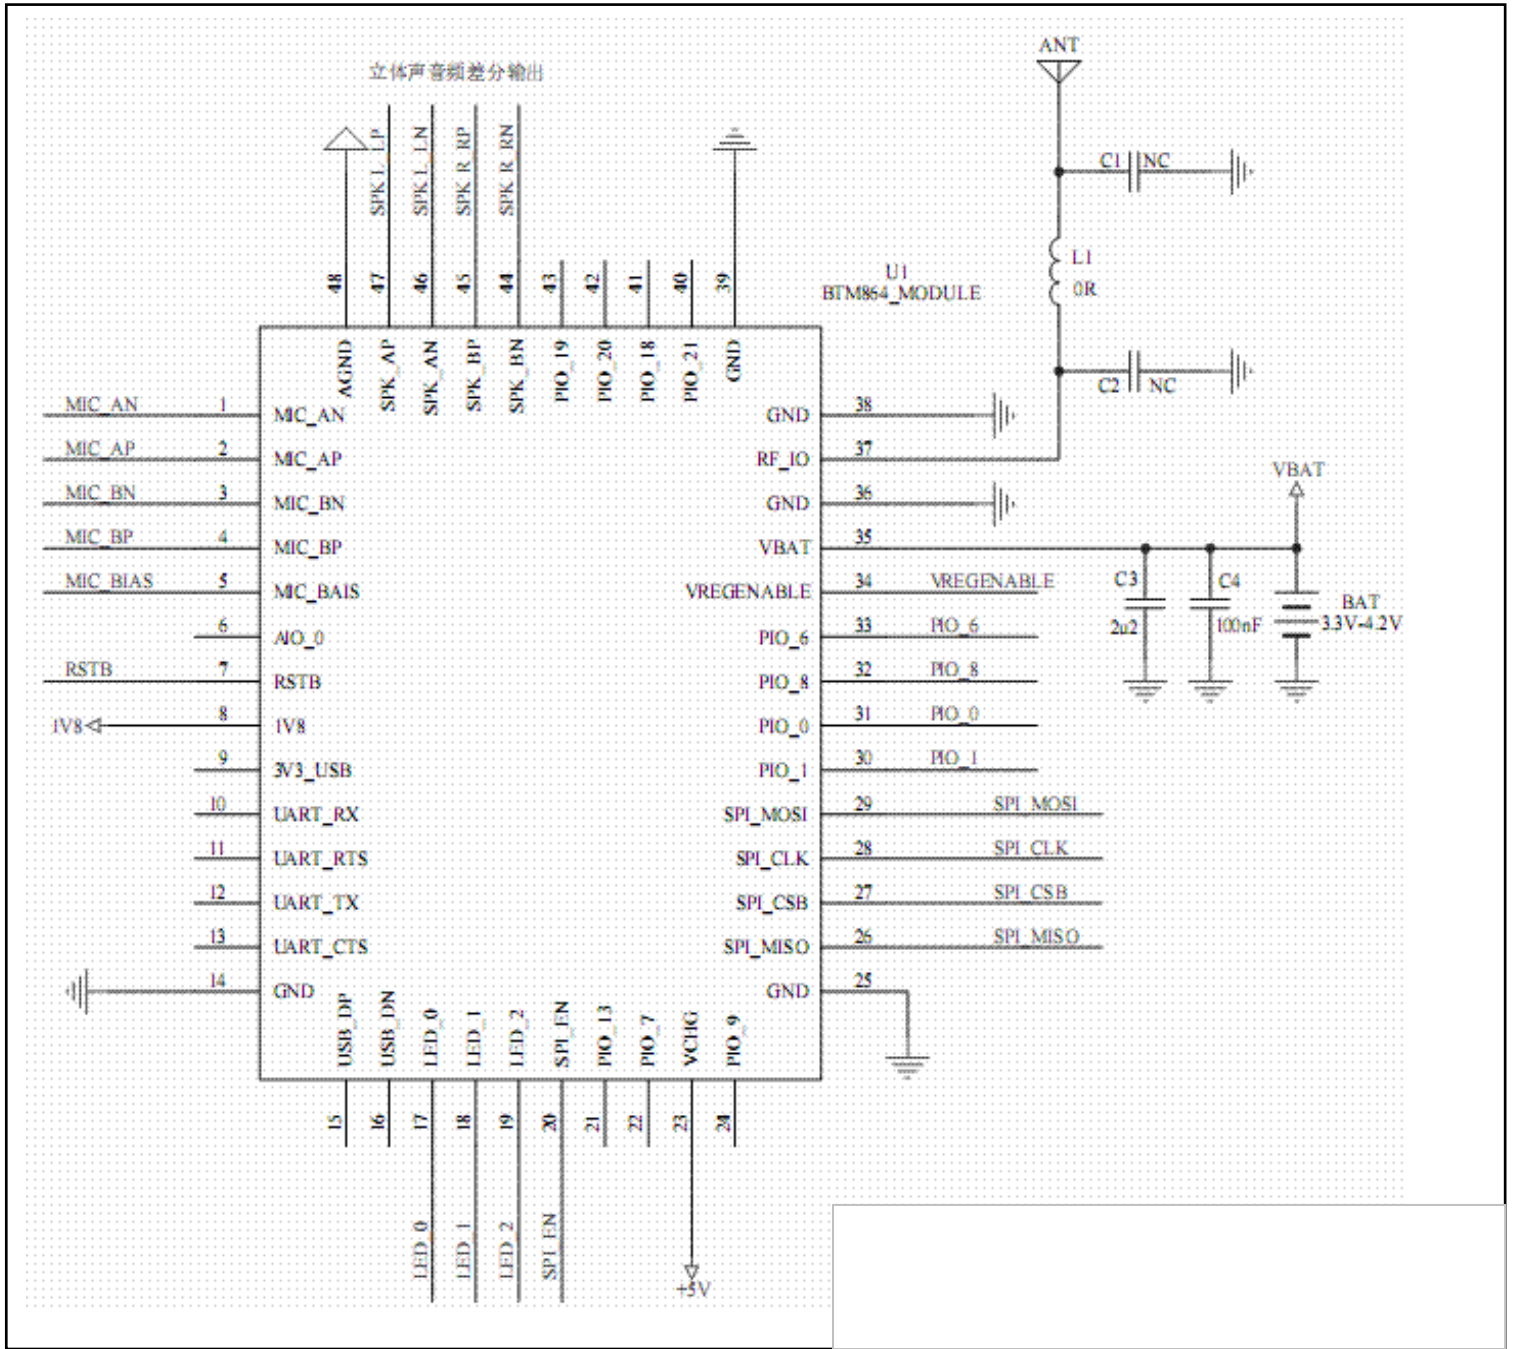 ANT
立体声音频差分输出
SPKL_LP
SPKL_LN
SPKR_RP
SPKR_RN
C1
NC
L1
0R
U1
BTM864_MODULE
C2
NC
48
47
46
45
44
43
42
41
40
39
AGND
SPK_AP
SPK_AN
SPK_BP
SPK_BN
PIO_19
PIO_20
PIO_18
PIO_21
GND
MIC_AN 1 MIC_AN
GND 38
MIC_AP 2 MIC_AP
RF_IO 37
MIC_BN 3 MIC_BN
GND 36
MIC_BP 4 MIC_BP
VBAT 35
VBAT
MIC_BIAS 5 MIC_BAIS
VREGENABLE 34 VREGENABLE
C3
2u2
C4
100nF
BAT
3.3V-4.2V
6 AIO_0
PIO_6 33 PIO_6
RSTB 7 RSTB
PIO_8 32 PIO_8
1V8 8 1V8
PIO_0 31 PIO_0
9 3V3_USB
PIO_1 30 PIO_1
10 UART_RX
SPI_MOSI 29 SPI_MOSI
11 UART_RTS
SPI_CLK 28 SPI_CLK
12 UART_TX
SPI_CSB 27 SPI_CSB
13 UART_CTS
SPI_MISO 26 SPI_MISO
14 GND
GND 25
USB_DP
USB_DN
LED_0
LED_1
LED_2
SPI_EN
PIO_13
PIO_7
VCHG
PIO_9
15
16
17
18
19
20
21
22
23
24
LED_0
LED_1
LED_2
SPI_EN
+5V